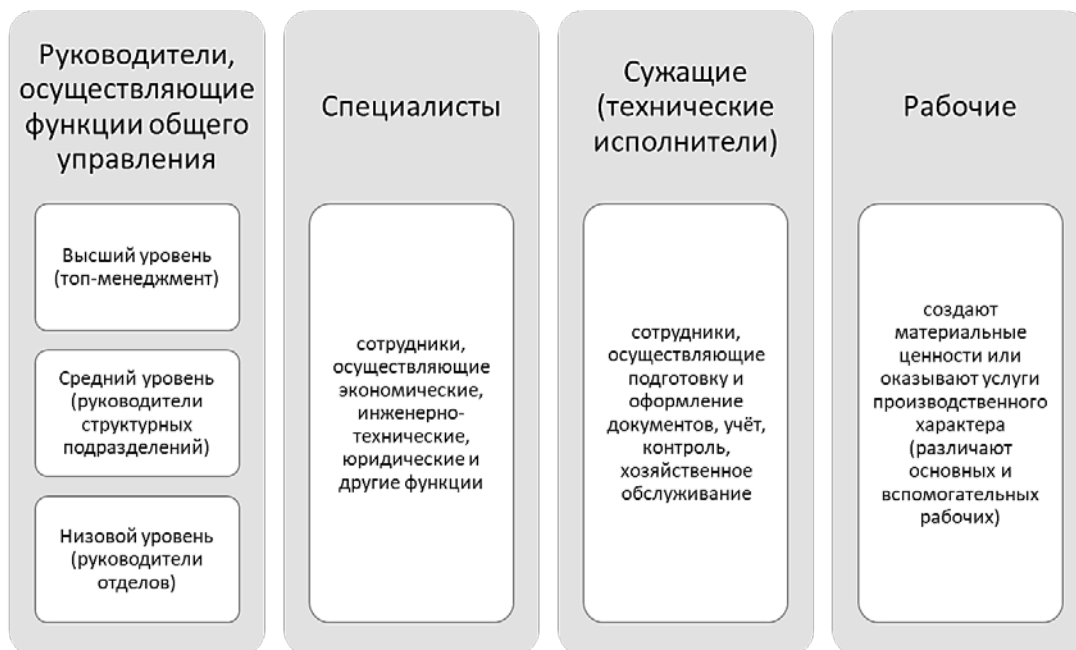 Руководители,
осуществляющие
функции общего
управления
Высший уровень
(топ-менеджмент)
Средний уровень
(руководители
структурных
подразделений)
Низовой уровень
(руководители
отделов)
Специалисты
сотрудники,
осуществляющие
экономические,
инженерно-
технические,
юридические и
другие функции
Сужащие
(технические
исполнители)
сотрудники,
осуществляющие
подготовку и
оформление
документов, учёт,
контроль,
хозяйственное
обслуживание
Рабочие
создают
материальные
ценности или
оказывают услуги
производственного
характера
(различают
основных и
вспомогательных
рабочих)